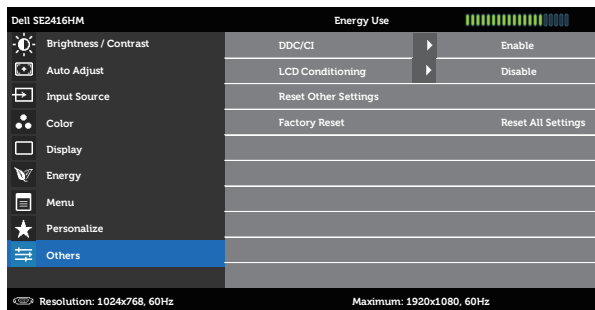 Dell SE2416HM Energy Use
Brightness / Contrast DDC/CI Enable
Auto Adjust LCD Conditioning Disable
Input Source Reset Other Settings
Color Factory Reset Reset All Settings
Display
Energy
Menu
Personalize
Others
Resolution: 1024x768, 60Hz Maximum: 1920x1080, 60Hz